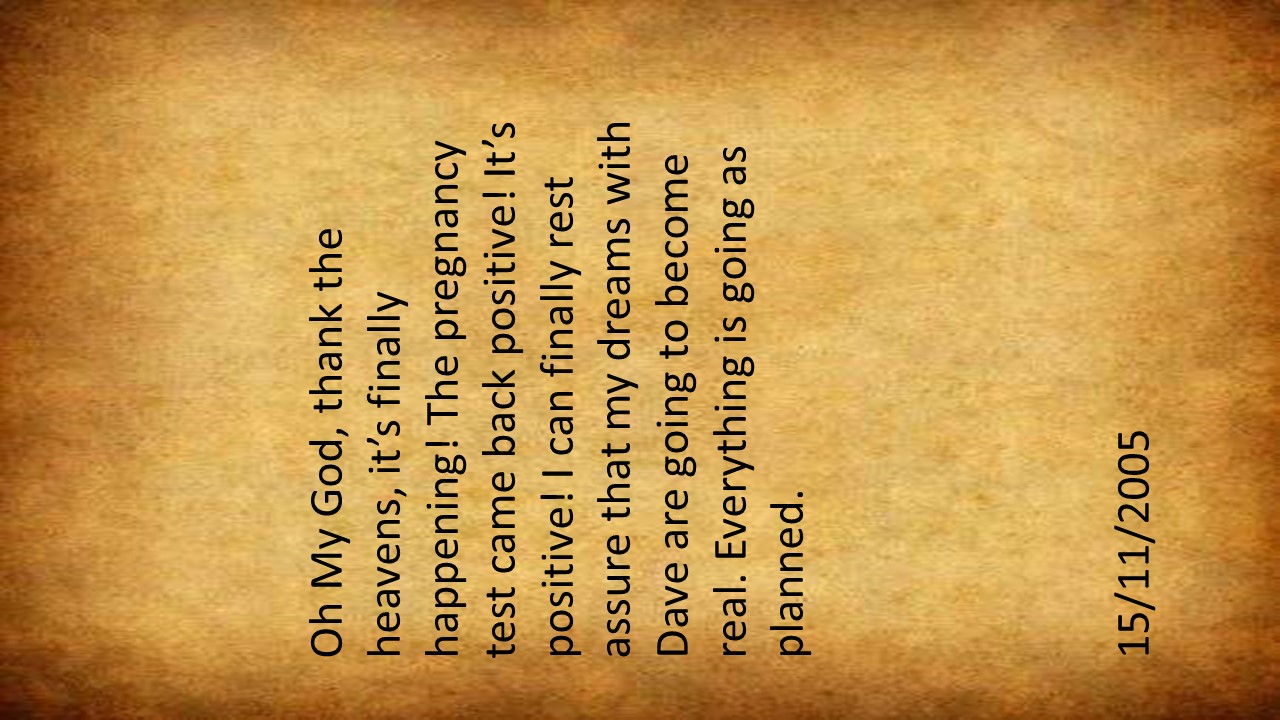 Oh My God, thank the
heavens, it’s finally
happening! The pregnancy
test came back positive! It’s
positive! I can finally rest
assure that my dreams with
Dave are going to become
real. Everything is going as
planned.
15/11/2005